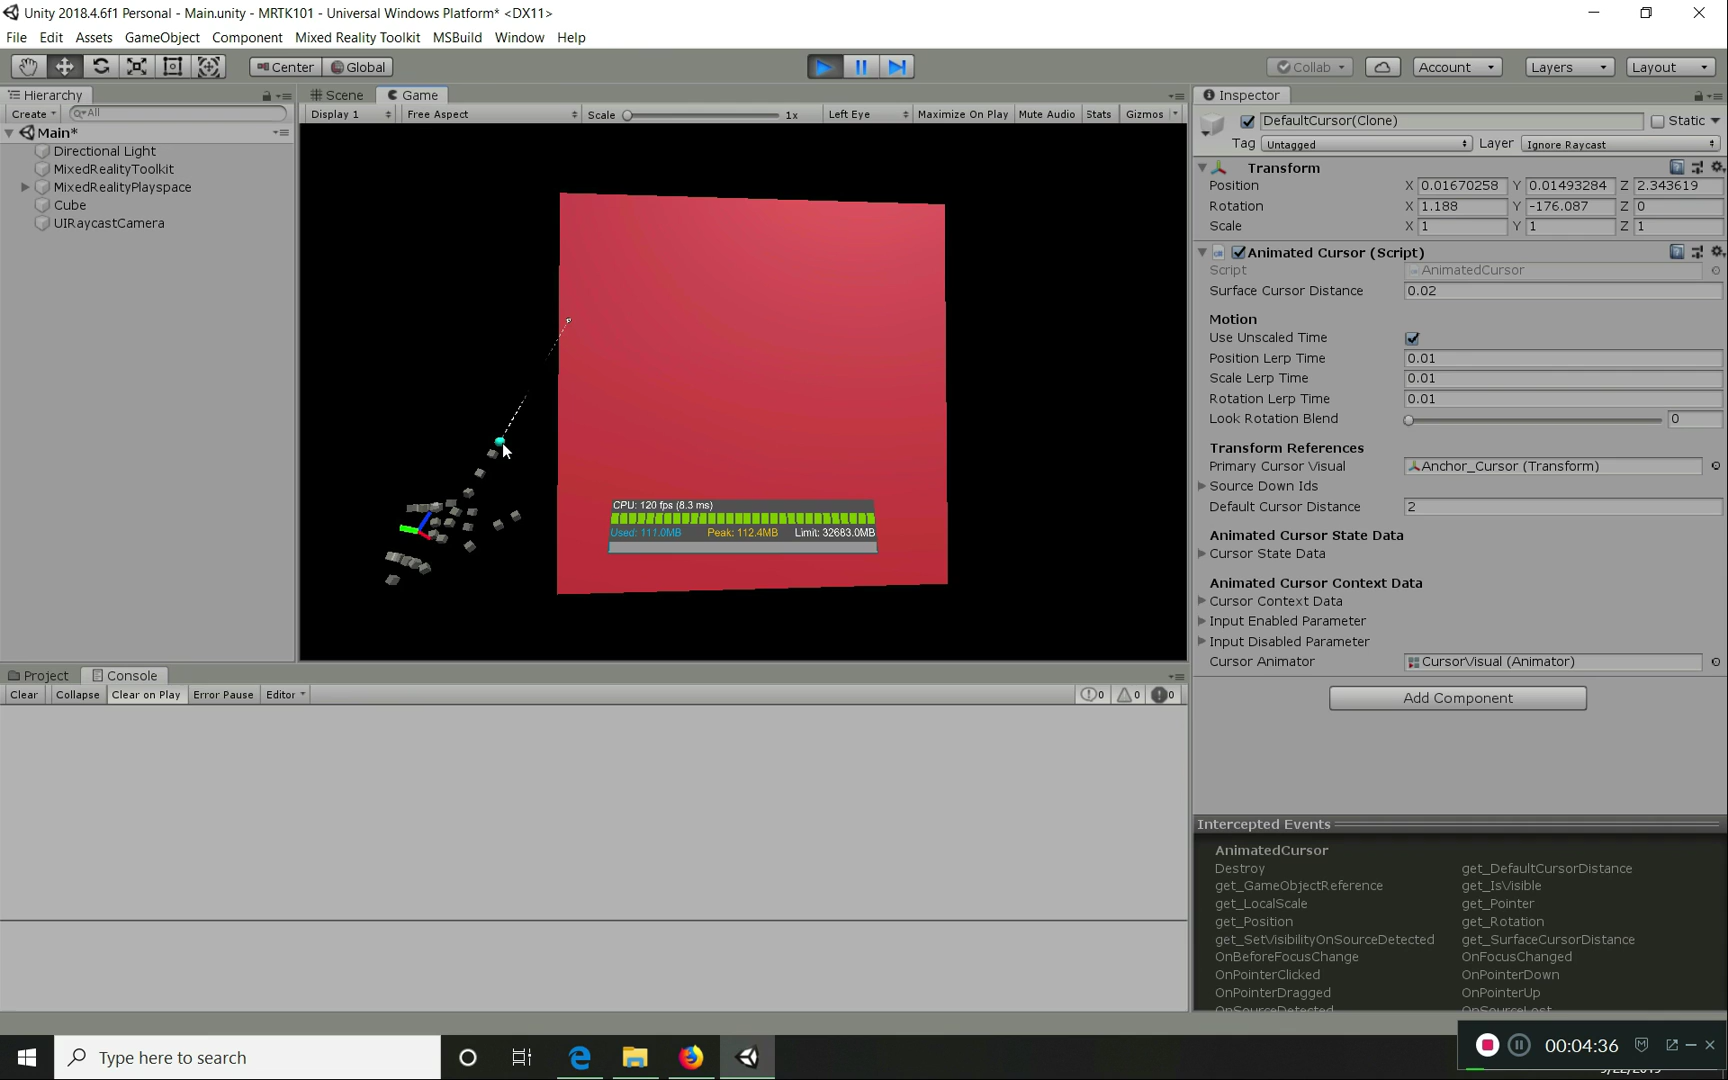 Unity 2018.4.6f1 Personal - Main.unity - MRTK101 - Universal Windows Platform* <DX11>
File Edit Assets GameObject Component Mixed Reality Toolkit MSBuild Window Help
Center Global Collab Account Layers Layout
Hierarchy
Create All
Main*
Directional Light
MixedRealityToolkit
MixedRealityPlayspace
Cube
UIRaycastCamera
Scene Game
Display 1 Free Aspect Scale 1x Left Eye Maximize On Play Mute Audio Stats Gizmos
CPU: 120 fps (8.3 ms)
Used: 111.0MB Peak: 112.4MB Limit: 32683.0MB
Inspector
DefaultCursor(Clone) Static
Tag Untagged Layer Ignore Raycast
Transform
Position X 0.01670258 Y 0.01493284 Z 2.343619
Rotation X 1.188 Y -176.087 Z 0
Scale X 1 Y 1 Z 1
Animated Cursor (Script)
Script AnimatedCursor
Surface Cursor Distance 0.02
Motion
Use Unscaled Time
Position Lerp Time 0.01
Scale Lerp Time 0.01
Rotation Lerp Time 0.01
Look Rotation Blend 0
Transform References
Primary Cursor Visual Anchor_Cursor (Transform)
Source Down Ids
Default Cursor Distance 2
Animated Cursor State Data
Cursor State Data
Animated Cursor Context Data
Cursor Context Data
Input Enabled Parameter
Input Disabled Parameter
Cursor Animator CursorVisual (Animator)
Add Component
Intercepted Events
AnimatedCursor
Destroy get_DefaultCursorDistance
get_GameObjectReference get_IsVisible
get_LocalScale get_Pointer
get_Position get_Rotation
get_SetVisibilityOnSourceDetected get_SurfaceCursorDistance
OnBeforeFocusChange OnFocusChanged
OnPointerClicked OnPointerDown
OnPointerDragged OnPointerUp
OnSourceDetected OnSourceLost
Project Console
Clear Collapse Clear on Play Error Pause Editor 0 0 0
Type here to search
00:04:36